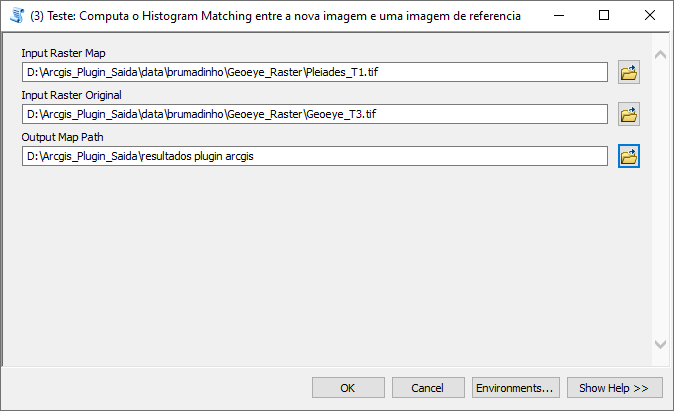 (3) Teste: Computa o Histogram Matching entre a nova imagem e uma imagem de referencia
Input Raster Map
D:\Arcgis_Plugin_Saida\data\brumadinho\Geoeye_Raster\Pleiades_T1.tif
Input Raster Original
D:\Arcgis_Plugin_Saida\data\brumadinho\Geoeye_Raster\Geoeye_T3.tif
Output Map Path
D:\Arcgis_Plugin_Saida\resultados plugin arcgis
OK Cancel Environments... Show Help >>